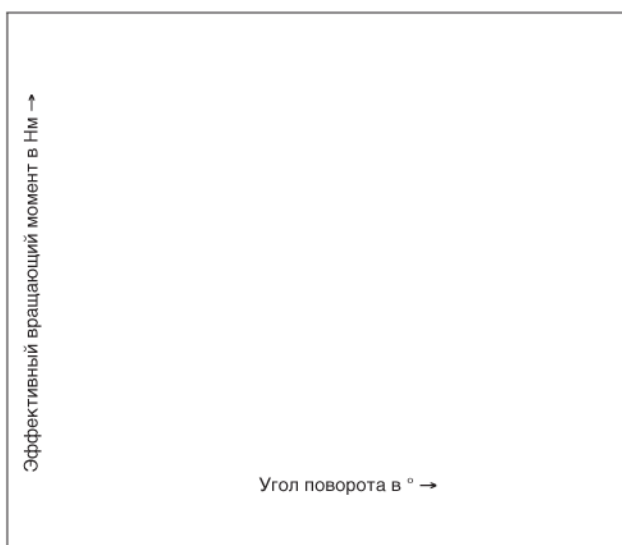 Эффективный вращающий момент в Нм →
Угол поворота в ° →